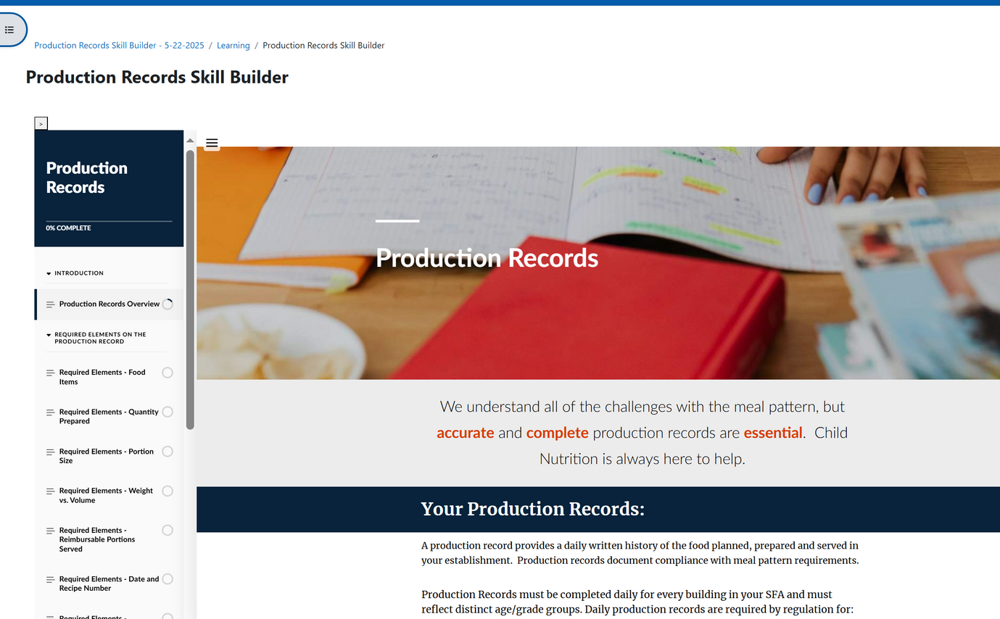 Production Records Skill Builder - 5-22-2025 / Learning / Production Records Skill Builder
Production Records Skill Builder
>
Production
Records
0% COMPLETE
INTRODUCTION
Production Records Overview
REQUIRED ELEMENTS ON THE
PRODUCTION RECORD
Required Elements - Food
Items
Required Elements - Quantity
Prepared
Required Elements - Portion
Size
Required Elements - Weight
vs. Volume
Required Elements -
Reimbursable Portions
Served
Required Elements - Date and
Recipe Number
Required Elements -
Production Records
We understand all of the challenges with the meal pattern, but
accurate and complete production records are essential.  Child
Nutrition is always here to help.
Your Production Records:
A production record provides a daily written history of the food planned, prepared and served in
your establishment.  Production records document compliance with meal pattern requirements.
Production Records must be completed daily for every building in your SFA and must
reflect distinct age/grade groups. Daily production records are required by regulation for: